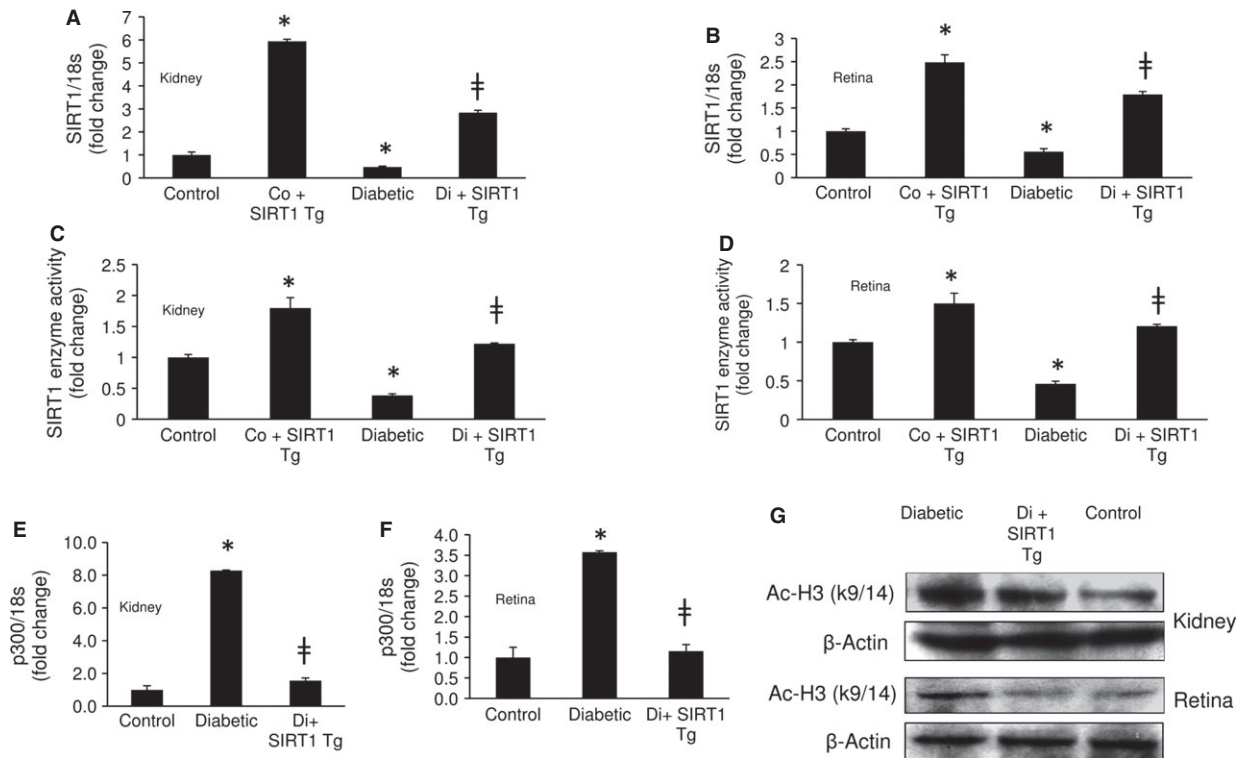 A
SIRT1/18s
(fold change)
7
6
5
4
3
2
1
0
Kidney
*
*
ǂ
Control
Co +
SIRT1 Tg
Diabetic
Di + SIRT1
Tg
B
SIRT1/18s
(fold change)
3
2.5
2
1.5
1
0.5
0
Retina
*
*
ǂ
Control
Co + SIRT1
Tg
Diabetic
Di + SIRT1
Tg
C
SIRT1 enzyme activity
(fold change)
2.5
2
1.5
1
0.5
0
Kidney
*
*
ǂ
Control
Co + SIRT1
Tg
Diabetic
Di + SIRT1
Tg
D
SIRT1 enzyme activity
(fold change)
2
1.5
1
0.5
0
Retina
*
*
ǂ
Control
Co + SIRT1
Tg
Diabetic
Di + SIRT1
Tg
E
p300/18s
(fold change)
10.0
8.0
6.0
4.0
2.0
0.0
Kidney
*
ǂ
Control
Diabetic
Di+
SIRT1 Tg
F
p300/18s
(fold change)
4.0
3.5
3.0
2.5
2.0
1.5
1.0
1.0
0.0
Retina
*
ǂ
Control
Diabetic
Di+ SIRT1
Tg
G
Diabetic
Di +
SIRT1
Tg
Control
Ac-H3 (k9/14)
β-Actin
Kidney
Ac-H3 (k9/14)
β-Actin
Retina